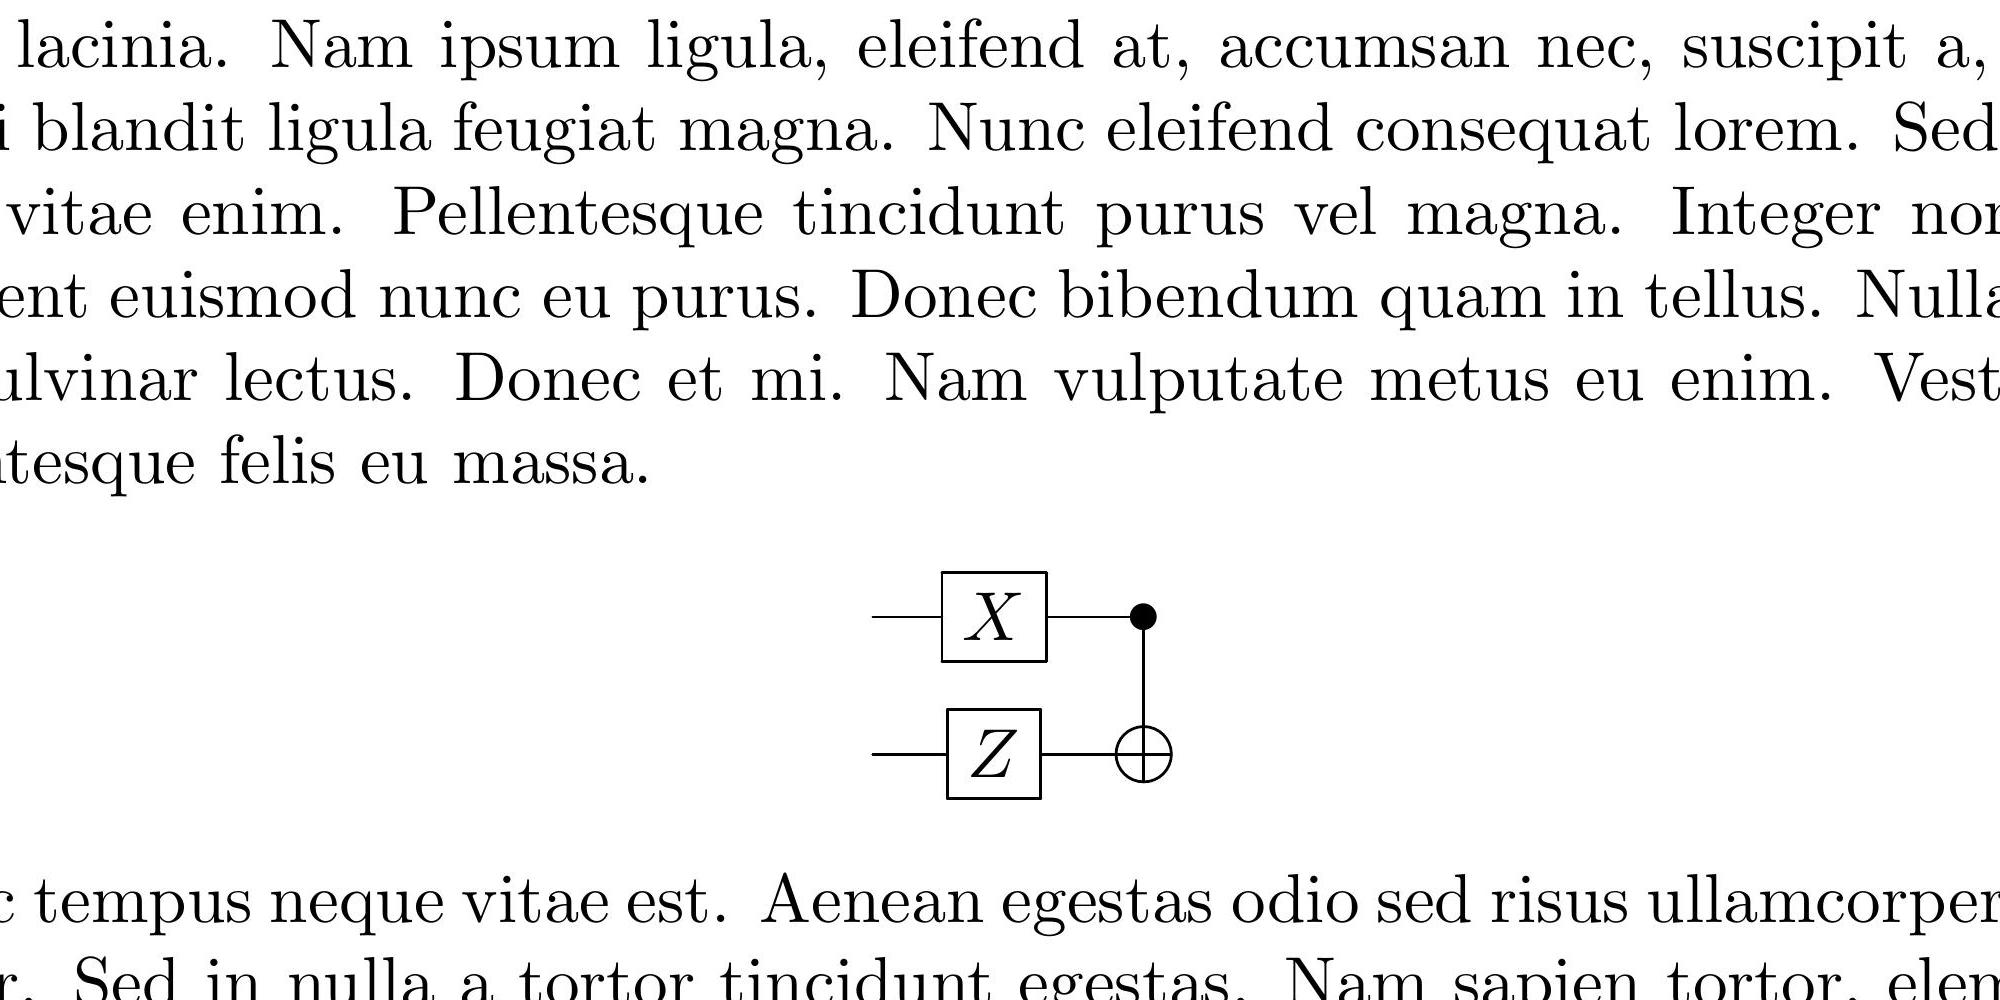 lacinia. Nam ipsum ligula, eleifend at, accumsan nec, suscipit a,
i blandit ligula feugiat magna. Nunc eleifend consequat lorem. Sed
vitae enim. Pellentesque tincidunt purus vel magna. Integer non
ent euismod nunc eu purus. Donec bibendum quam in tellus. Nulla
ulvinar lectus. Donec et mi. Nam vulputate metus eu enim. Vest
ntesque felis eu massa.
X
Z
c tempus neque vitae est. Aenean egestas odio sed risus ullamcorper
r. Sed in nulla a tortor tincidunt egestas. Nam sapien tortor, elem